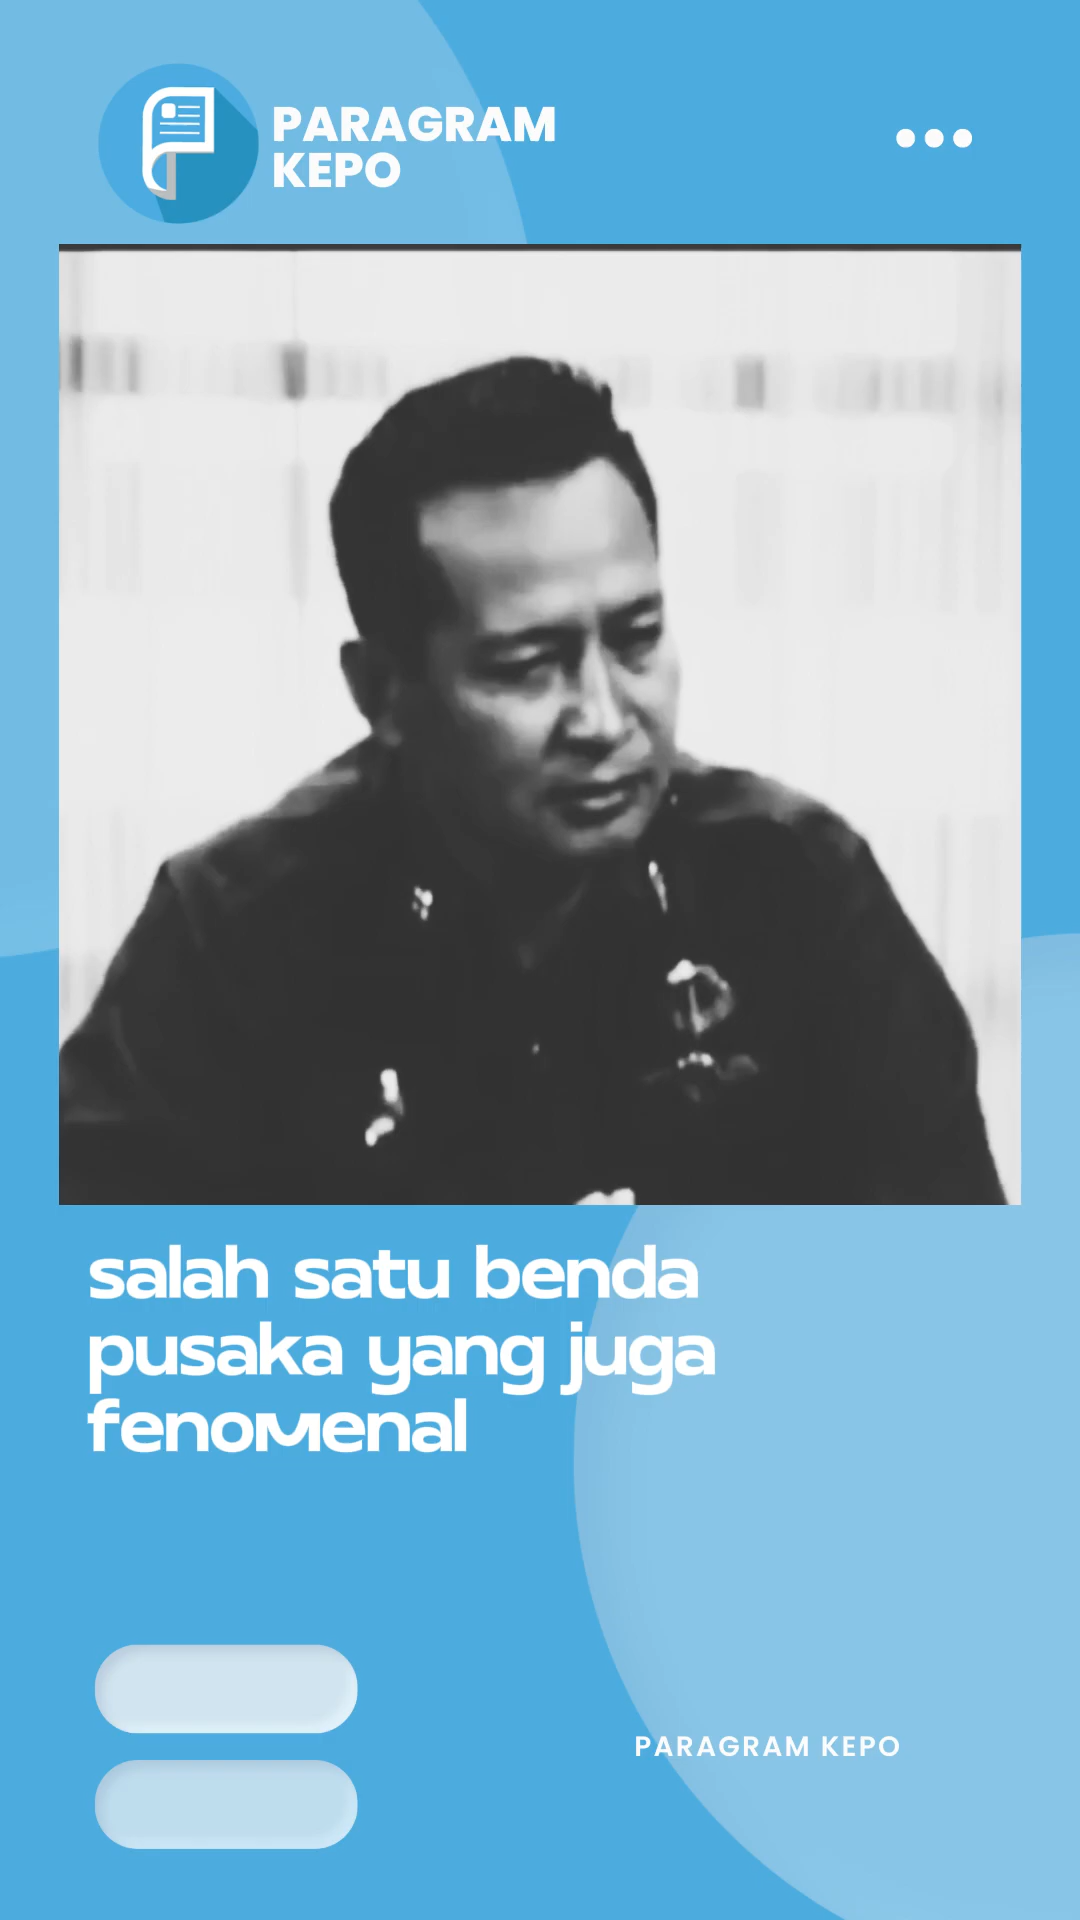 PARAGRAM
KEPO
salah satu benda
pusaka yang juga
fenomenal
PARAGRAM KEPO